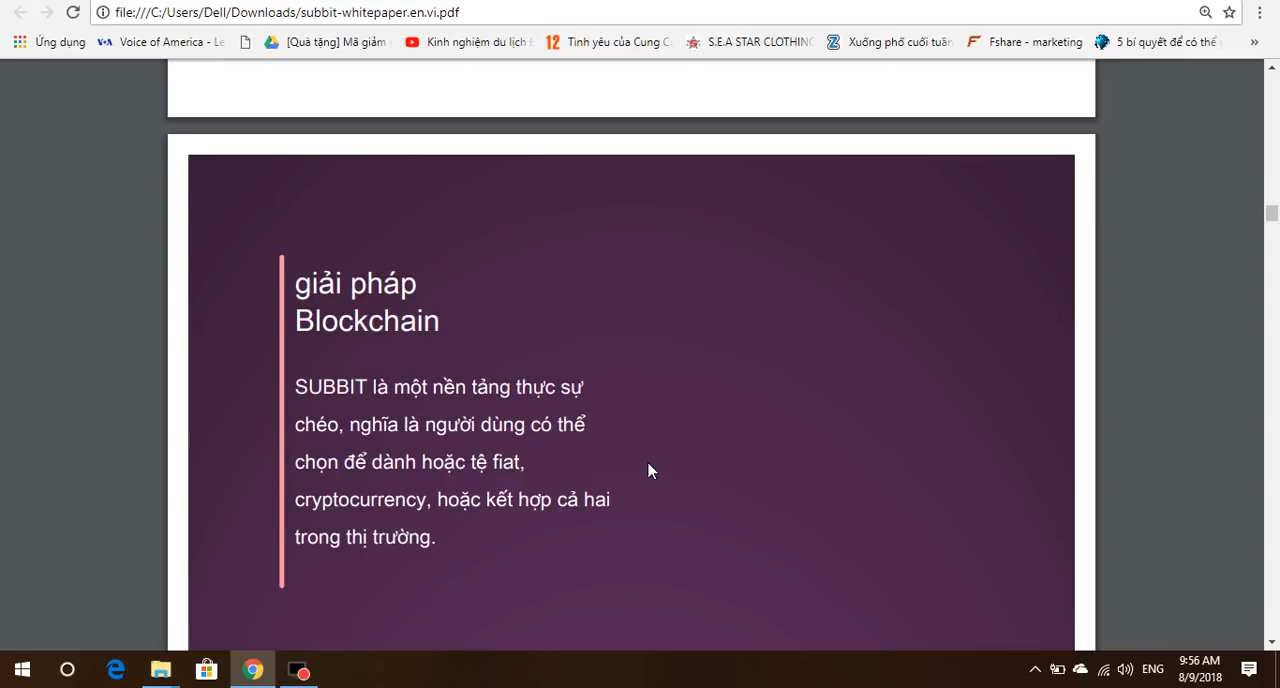 file:///C:/Users/Dell/Downloads/subbit-whitepaper.en.vi.pdf
Ứng dụng
Voice of America - Le
[Quà tặng] Mã giảm
Kinh nghiệm du lịch
Tình yêu của Cung
S.E.A STAR CLOTHING
Xuống phố cuối tuần
Fshare - marketing
5 bí quyết để có thể
giải pháp
Blockchain
SUBBIT là một nền tảng thực sự
chéo, nghĩa là người dùng có thể
chọn để dành hoặc tệ fiat,
cryptocurrency, hoặc kết hợp cả hai
trong thị trường.
ENG
9:56 AM
8/9/2018